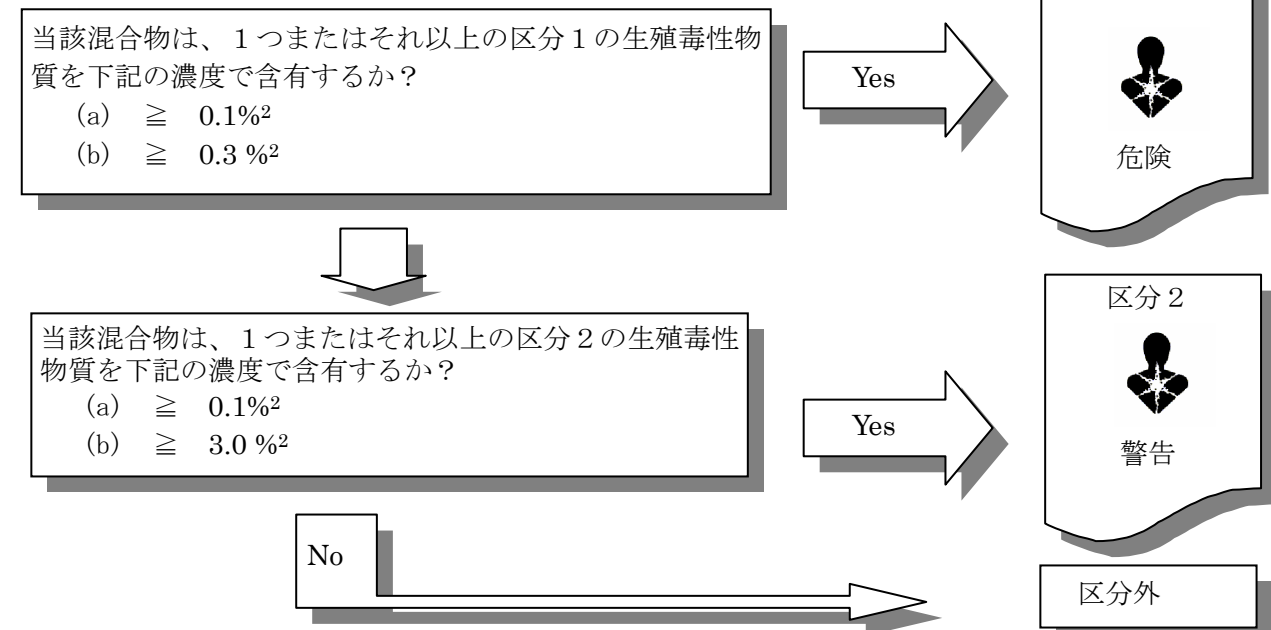 当該混合物は、１つまたはそれ以上の区分１の生殖毒性物
質を下記の濃度で含有するか？
(a) ≧ 0.1%²
(b) ≧ 0.3 %²
Yes
危険
当該混合物は、１つまたはそれ以上の区分２の生殖毒性
物質を下記の濃度で含有するか？
(a) ≧ 0.1%²
(b) ≧ 3.0 %²
Yes
区分２
警告
No
区分外